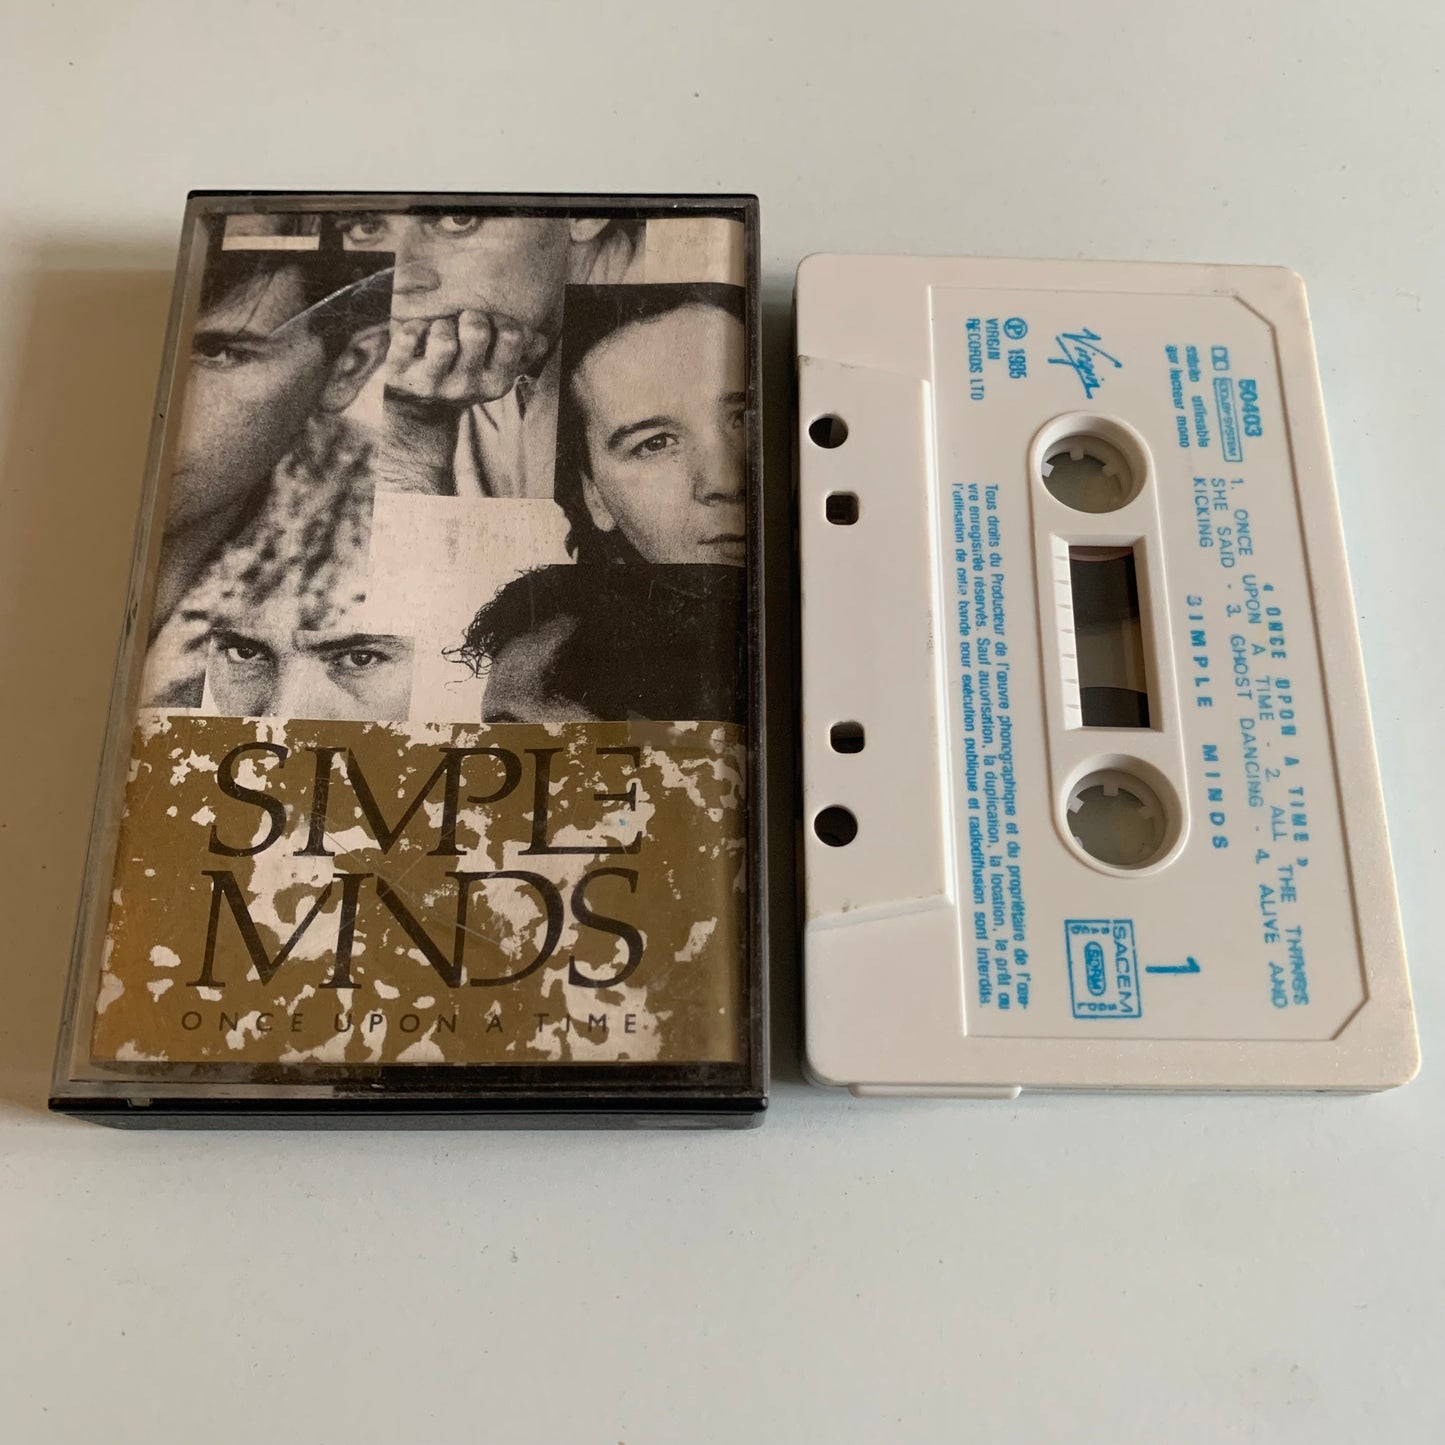 SIMPLE
MINDS
ONCE UPON A TIME
50403
DOLBY SYSTEM
stéréo utilisable
sur lecteur mono
« ONCE UPON A TIME »
1. ONCE UPON A TIME - 2. ALL THE THINGS
SHE SAID - 3. GHOST DANCING - 4. ALIVE AND
KICKING
SIMPLE MINDS
Virgin
℗ 1985
VIRGIN
RECORDS LTD
1
SACEM
SDRM
Tous droits du Producteur de l'œuvre phonographique et du propriétaire de l'œu-
vre enregistrée réservés. Sauf autorisation, la duplication, la location, le prêt ou
l'utilisation de cette bande pour exécution publique et radiodiffusion sont interdits.